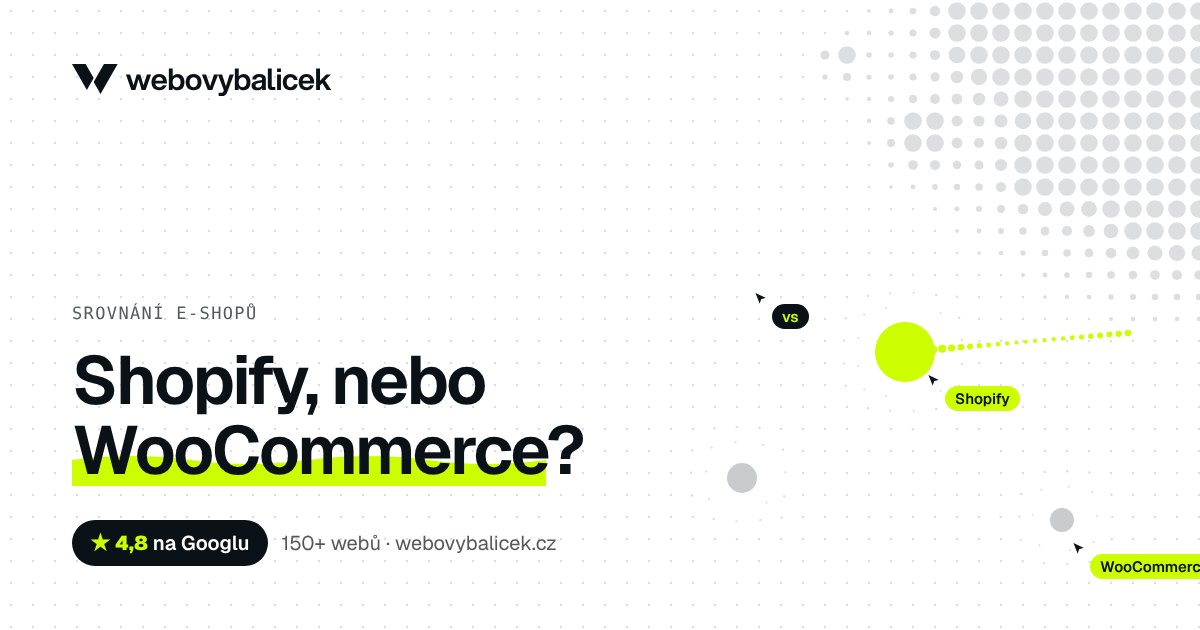 webovybalicek
SROVNÁNÍ E-SHOPŮ
Shopify, nebo
WooCommerce?
★ 4,8 na Googlu
150+ webů · webovybalicek.cz
vs
Shopify
WooCommerc